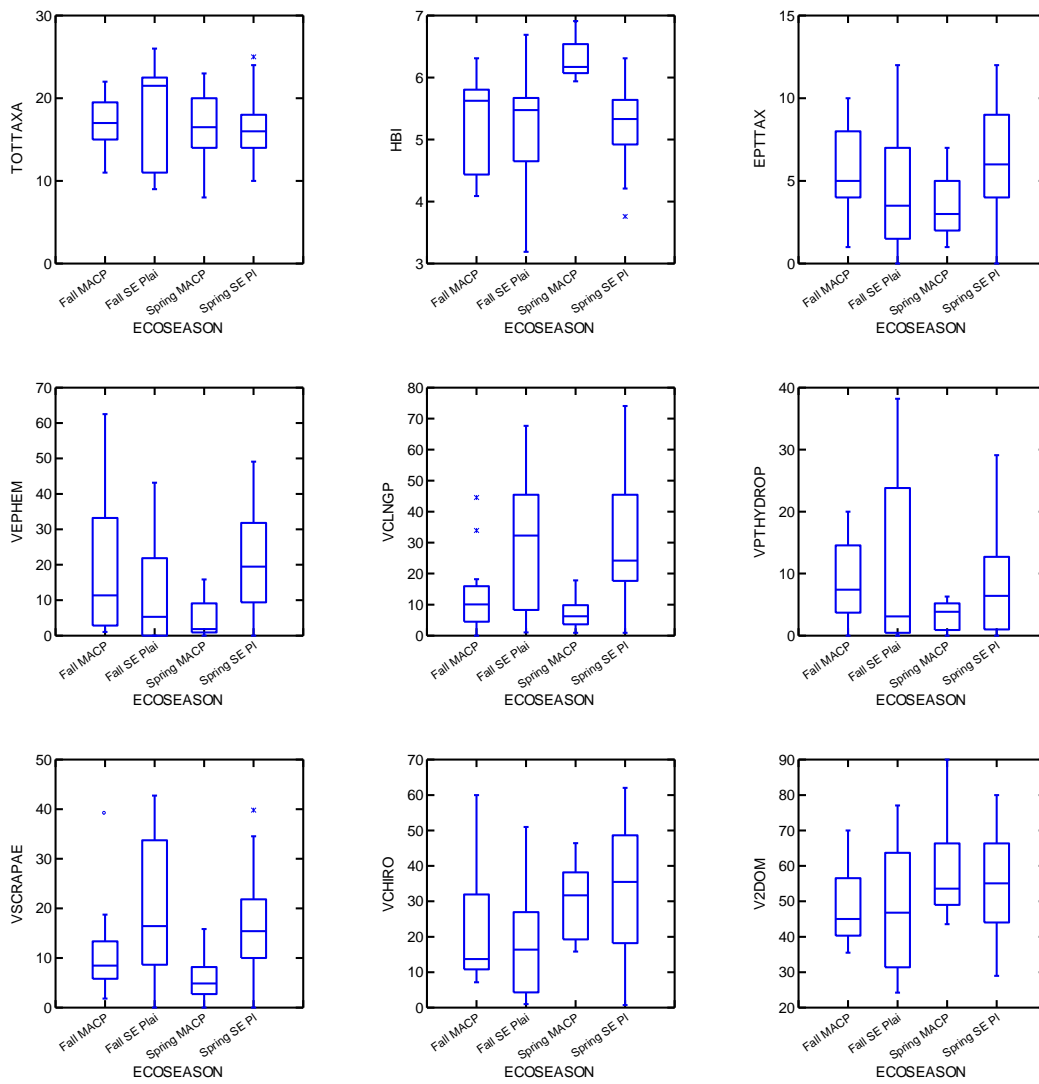 30
20
10
0
TOTTAXA
Fall MACP
Fall SE Plai
Spring MACP
Spring SE Pl
ECOSEASON
7
6
5
4
3
HBI
Fall MACP
Fall SE Plai
Spring MACP
Spring SE Pl
ECOSEASON
15
10
5
0
EPTTAX
Fall MACP
Fall SE Plai
Spring MACP
Spring SE Pl
ECOSEASON
70
60
50
40
30
20
10
0
VEPHEM
Fall MACP
Fall SE Plai
Spring MACP
Spring SE Pl
ECOSEASON
80
70
60
50
40
30
20
10
0
VCLNGP
Fall MACP
Fall SE Plai
Spring MACP
Spring SE Pl
ECOSEASON
40
30
20
10
0
VPTHYDROP
Fall MACP
Fall SE Plai
Spring MACP
Spring SE Pl
ECOSEASON
50
40
30
20
10
0
VSCRAPAE
Fall MACP
Fall SE Plai
Spring MACP
Spring SE Pl
ECOSEASON
70
60
50
40
30
20
10
0
VCHIRO
Fall MACP
Fall SE Plai
Spring MACP
Spring SE Pl
ECOSEASON
90
80
70
60
50
40
30
20
V2DOM
Fall MACP
Fall SE Plai
Spring MACP
Spring SE Pl
ECOSEASON